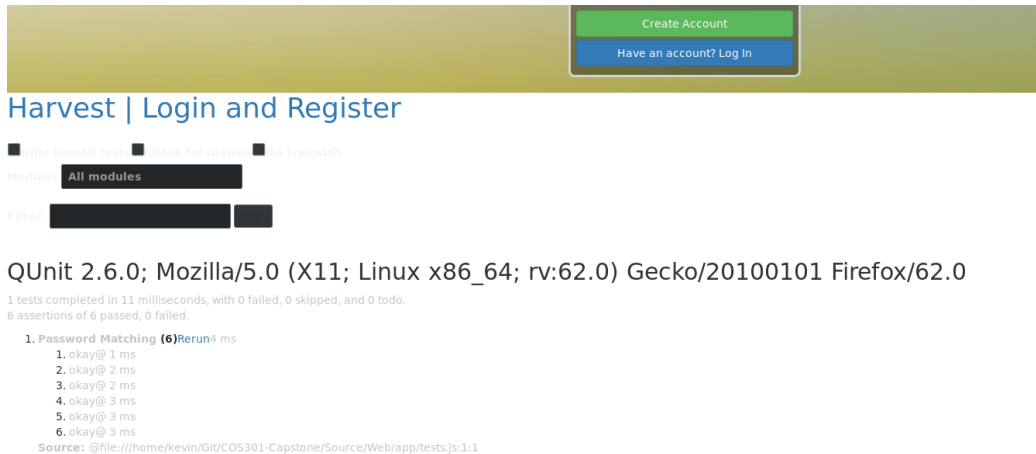 Create Account
Have an account? Log In
Harvest | Login and Register
Hide passed tests Check for Globals No try-catch
Module: All modules
Filter:
QUnit 2.6.0; Mozilla/5.0 (X11; Linux x86_64; rv:62.0) Gecko/20100101 Firefox/62.0
1 tests completed in 11 milliseconds, with 0 failed, 0 skipped, and 0 todo.
6 assertions of 6 passed, 0 failed.
1. Password Matching (6)Rerun4 ms
1. okay@ 1 ms
2. okay@ 2 ms
3. okay@ 2 ms
4. okay@ 3 ms
5. okay@ 3 ms
6. okay@ 3 ms
Source: @file:///home/kevin/Git/COS301-Capstone/Source/Web/app/tests.js:1:1